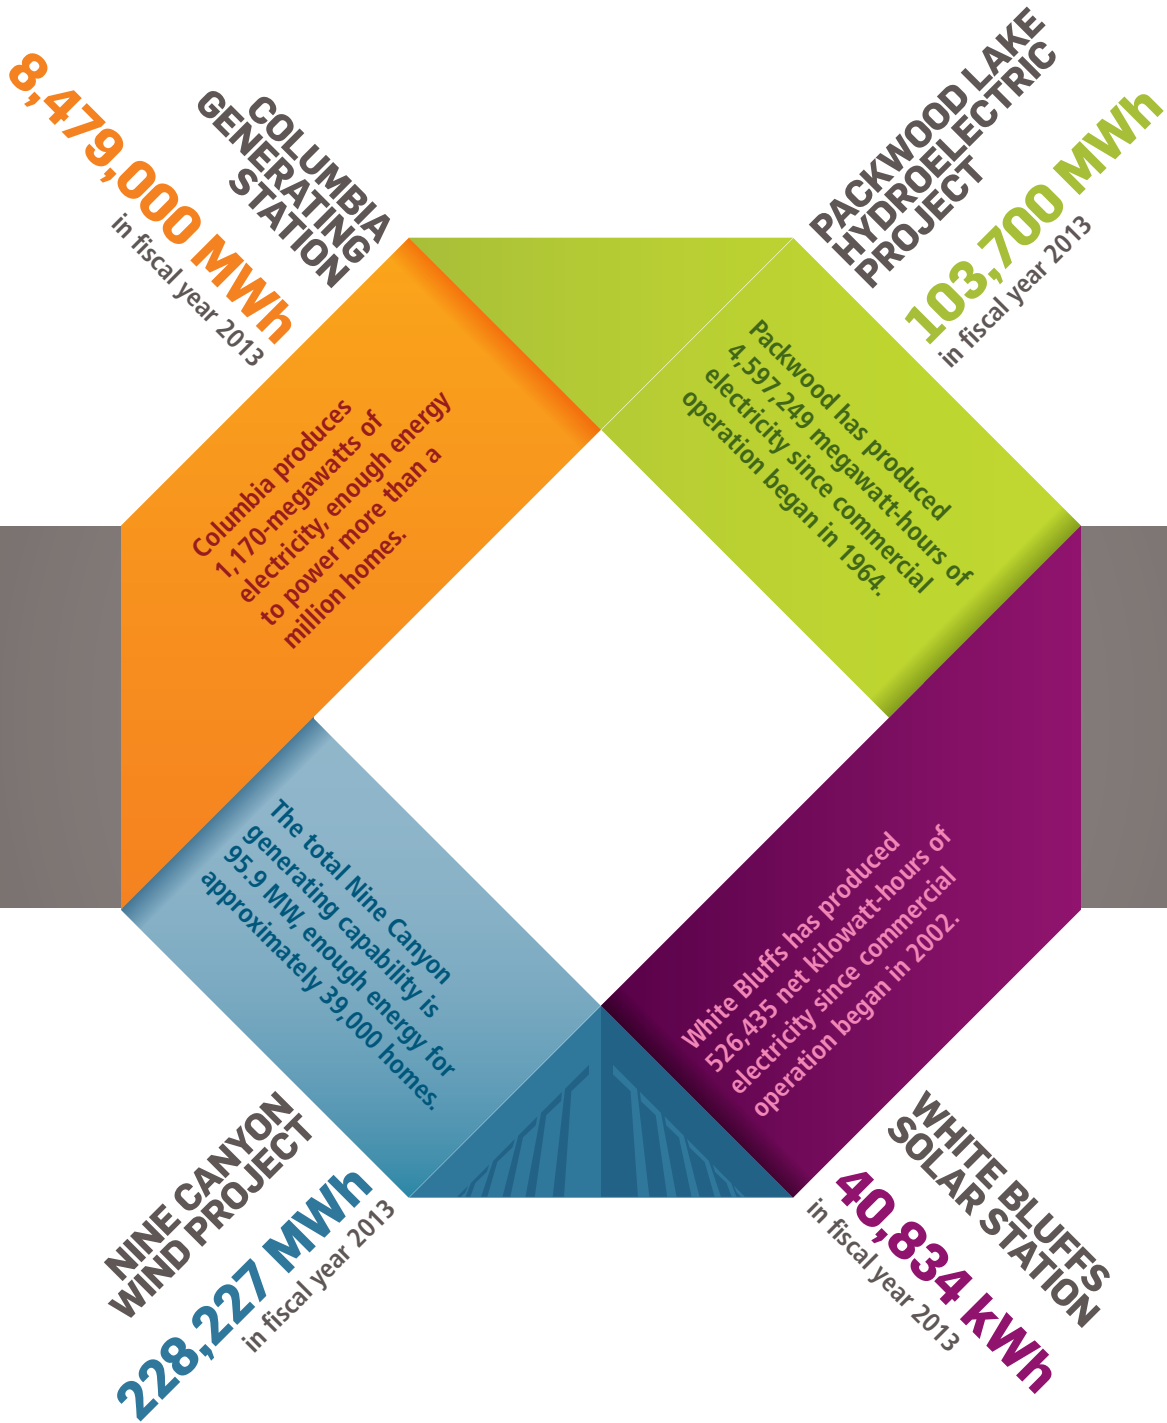 COLUMBIA
GENERATING
STATION
8,479,000 MWh
in fiscal year 2013
Columbia produces
1,170-megawatts of
electricity, enough energy
to power more than a
million homes.
PACKWOOD LAKE
HYDROELECTRIC
PROJECT
103,700 MWh
in fiscal year 2013
Packwood has produced
4,597,249 megawatt-hours of
electricity since commercial
operation began in 1964.
The total Nine Canyon
generating capability is
95.9 MW, enough energy for
approximately 39,000 homes.
NINE CANYON
WIND PROJECT
228,227 MWh
in fiscal year 2013
White Bluffs has produced
526,435 net kilowatt-hours of
electricity since commercial
operation began in 2002.
WHITE BLUFFS
SOLAR STATION
40,834 kWh
in fiscal year 2013